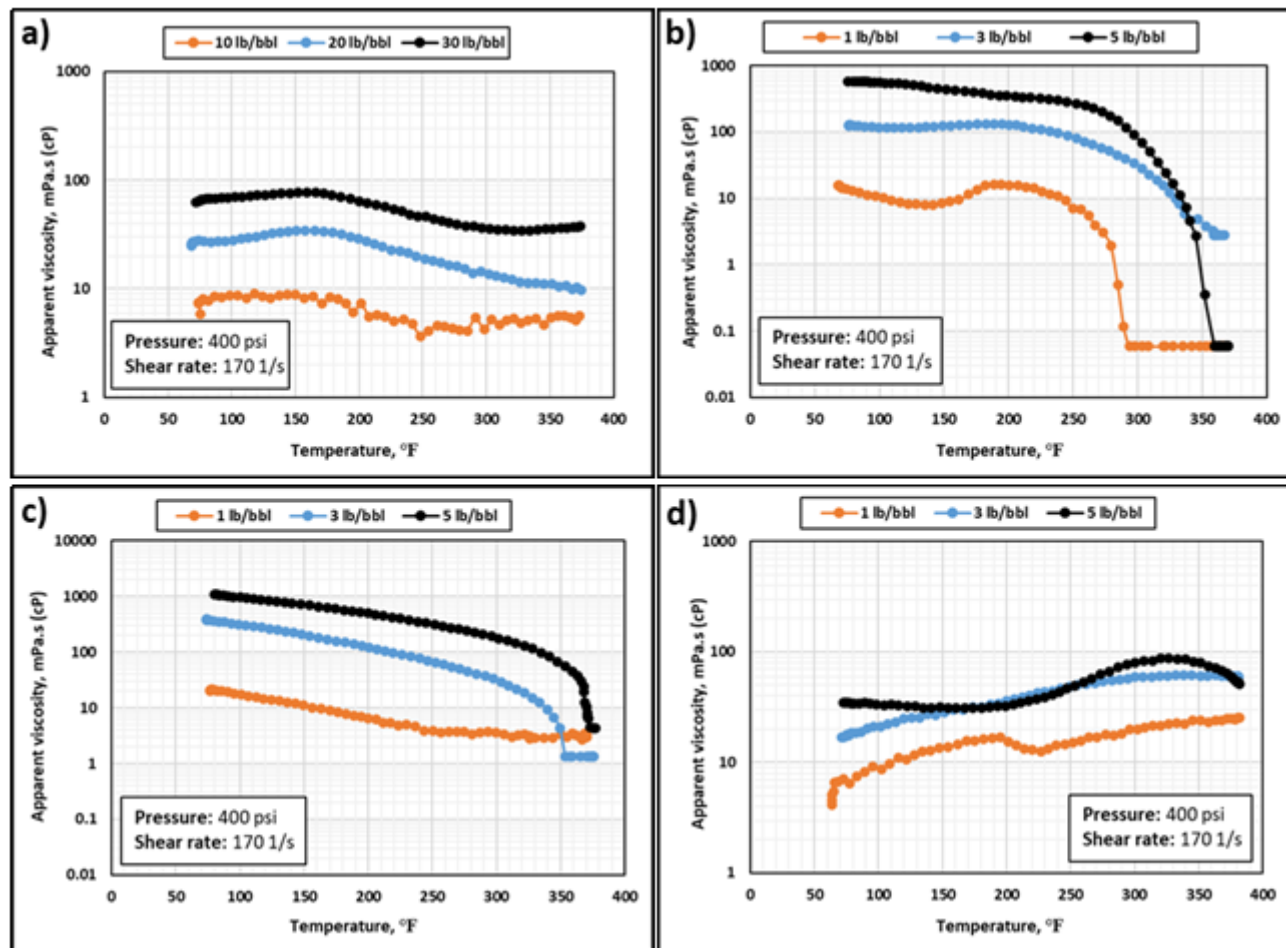 a)
10 lb/bbl 20 lb/bbl 30 lb/bbl
1000
100
10
1
Apparent viscosity, mPa.s (cP)
Pressure: 400 psi
Shear rate: 170 1/s
0 50 100 150 200 250 300 350 400
Temperature, °F
b)
1 lb/bbl 3 lb/bbl 5 lb/bbl
1000
100
10
1
0.1
0.01
Apparent viscosity, mPa.s (cP)
Pressure: 400 psi
Shear rate: 170 1/s
0 50 100 150 200 250 300 350 400
Temperature, °F
c)
1 lb/bbl 3 lb/bbl 5 lb/bbl
10000
1000
100
10
1
0.1
0.01
Apparent viscosity, mPa.s (cP)
Pressure: 400 psi
Shear rate: 170 1/s
0 50 100 150 200 250 300 350 400
Temperature, °F
d)
1 lb/bbl 3 lb/bbl 5 lb/bbl
1000
100
10
1
Apparent viscosity, mPa.s (cP)
Pressure: 400 psi
Shear rate: 170 1/s
0 50 100 150 200 250 300 350 400
Temperature, °F